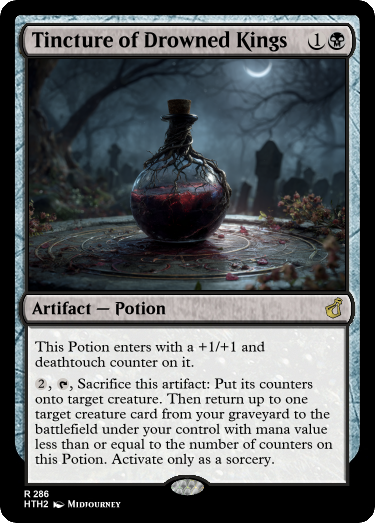 Tincture of Drowned Kings 1
Artifact — Potion
This Potion enters with a +1/+1 and
deathtouch counter on it.
2, , Sacrifice this artifact: Put its counters
onto target creature. Then return up to one
target creature card from your graveyard to the
battlefield under your control with mana value
less than or equal to the number of counters on
this Potion. Activate only as a sorcery.
R 286
HTH2 Midjourney